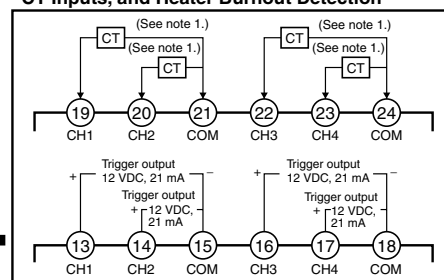 CT Inputs, and Heater Burnout Detection
(See note 1.)
(See note 1.)
CT
CT
(See note 1.)
(See note 1.)
CT
CT
19 20 21 22 23 24
CH1 CH2 COM CH3 CH4 COM
Trigger output
+ 12 VDC, 21 mA –
Trigger output
+ 12 VDC, –
21 mA
Trigger output
+ 12 VDC, 21 mA –
Trigger output
+ 12 VDC, –
21 mA
13 14 15 16 17 18
CH1 CH2 COM CH3 CH4 COM